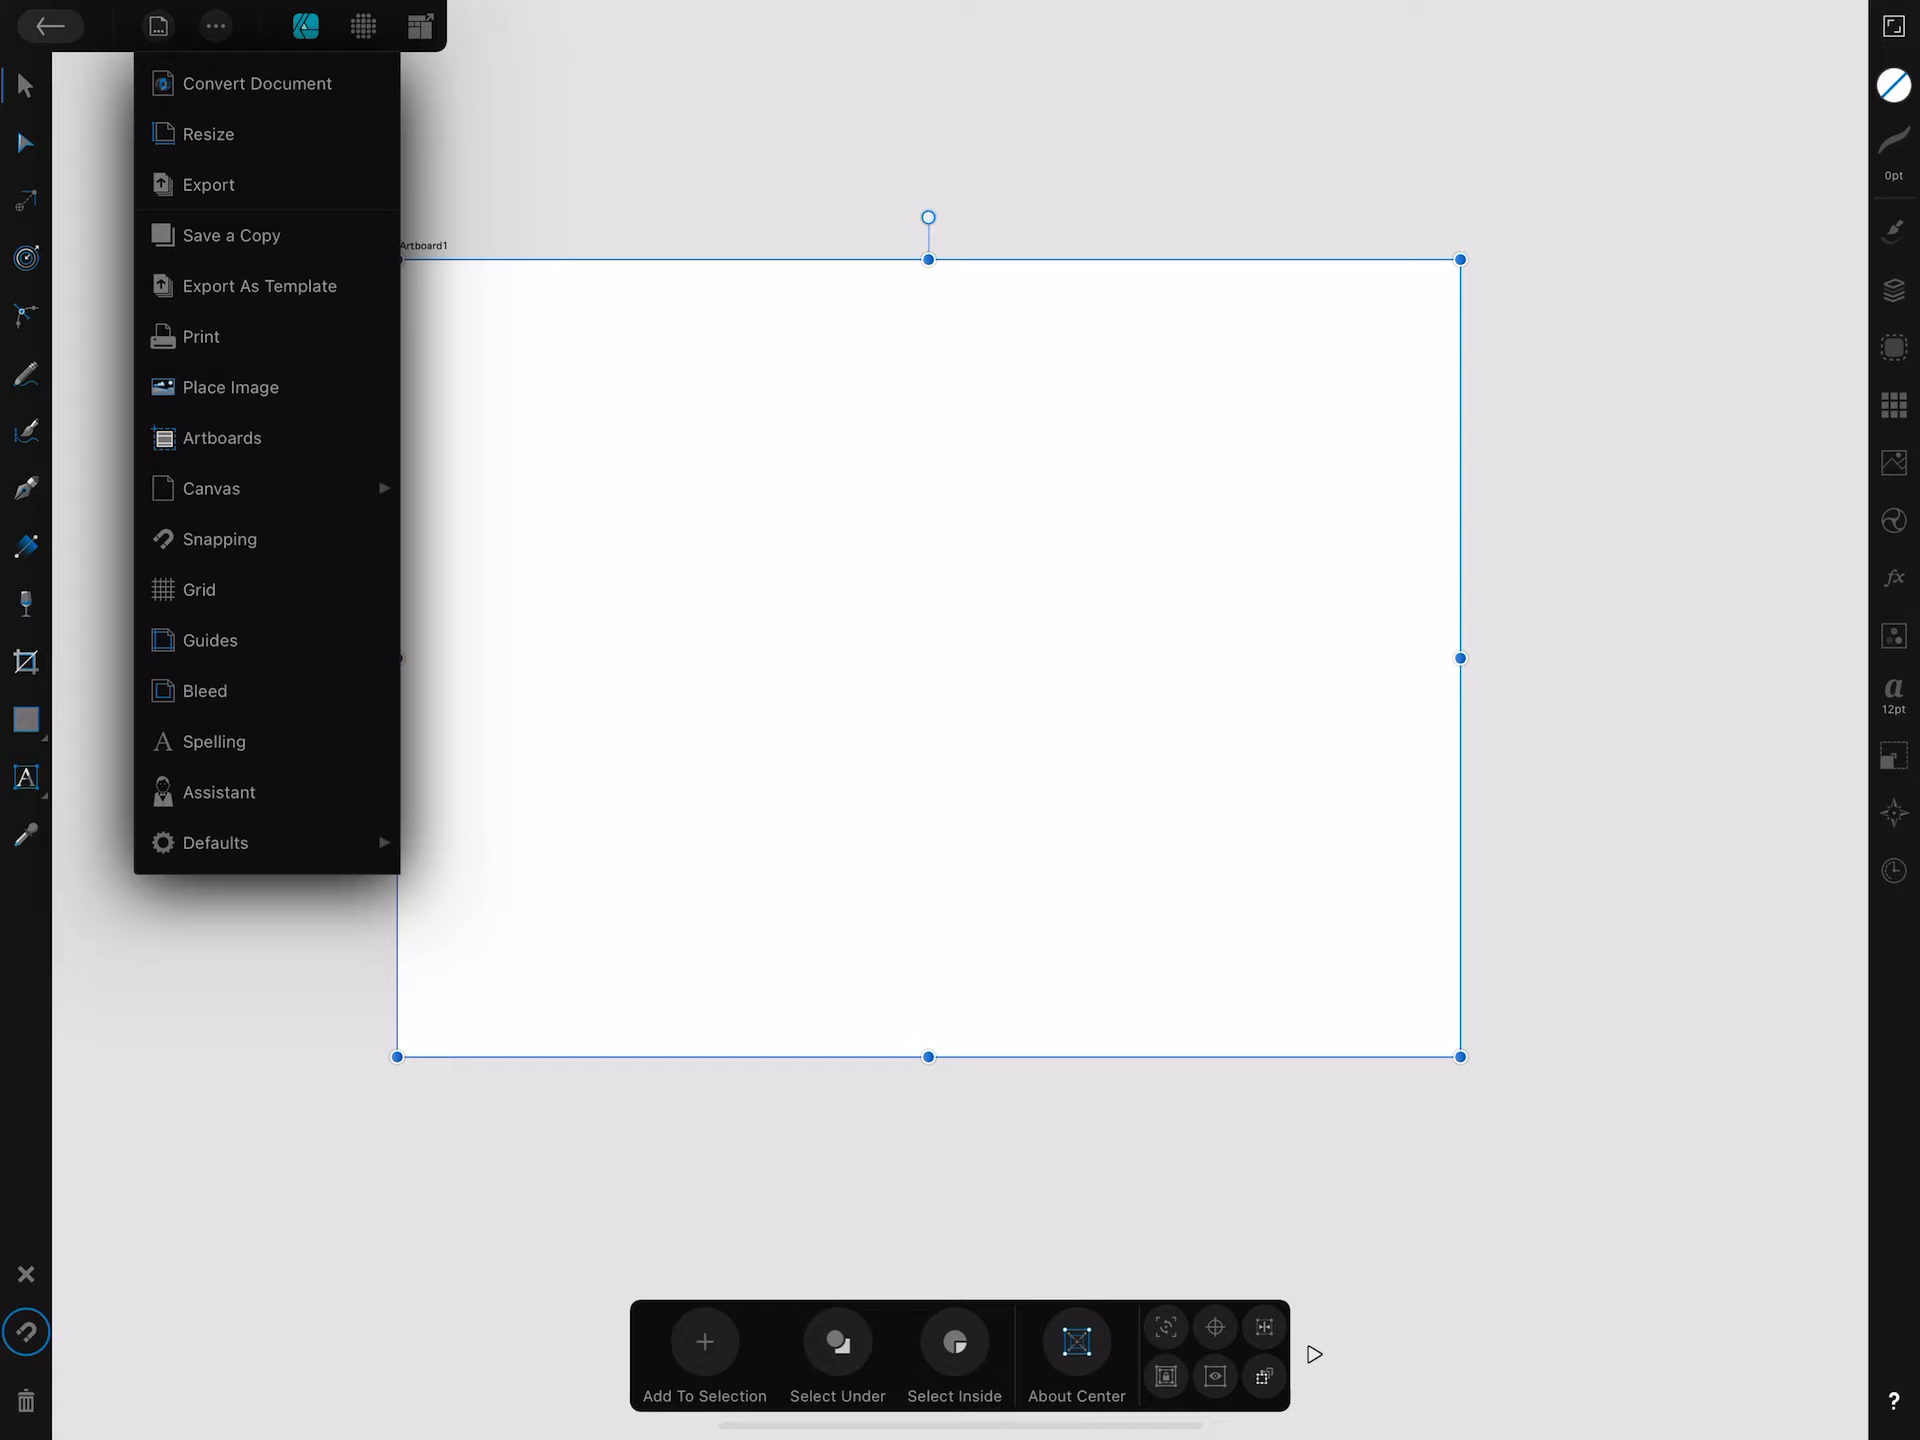 Convert Document
Resize
Export
Save a Copy
Export As Template
Print
Place Image
Artboards
Canvas
Snapping
Grid
Guides
Bleed
Spelling
Assistant
Defaults
Artboard1
0pt
fx
a
12pt
A
Add To Selection
Select Under
Select Inside
About Center
?